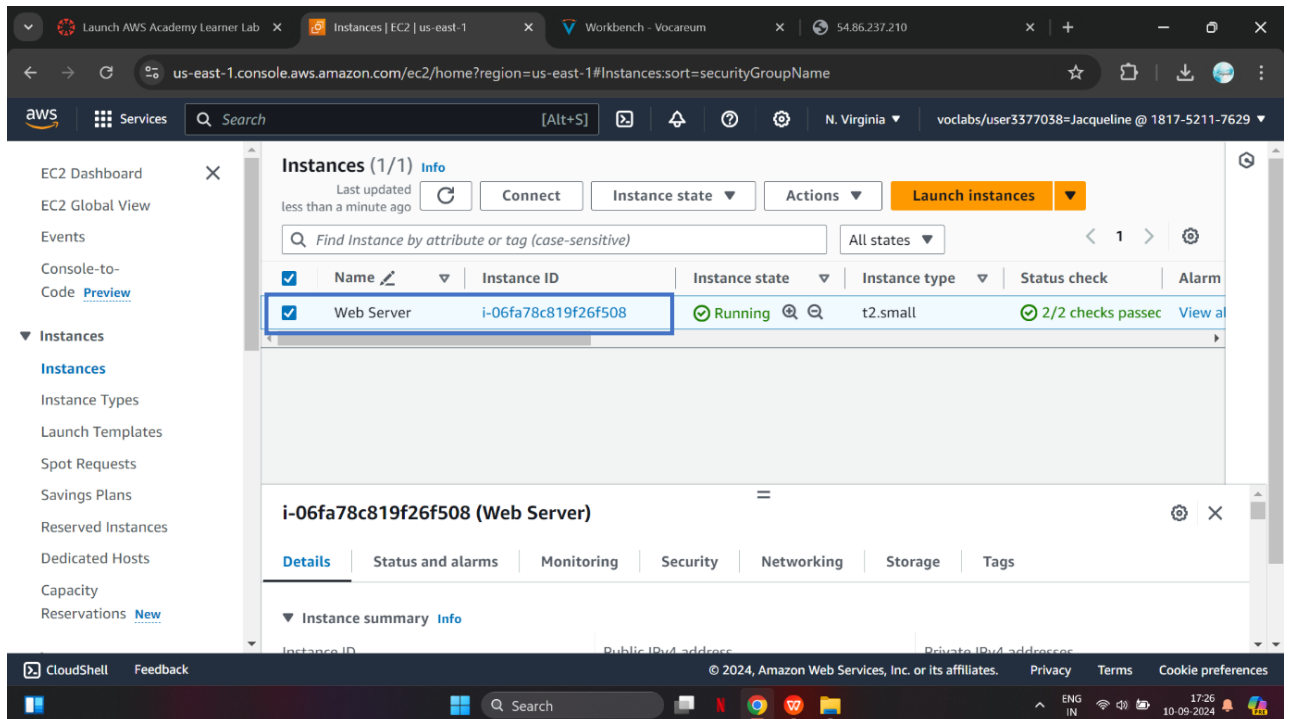 Launch AWS Academy Learner Lab
Instances | EC2 | us-east-1
Workbench - Vocareum
54.86.237.210
us-east-1.console.aws.amazon.com/ec2/home?region=us-east-1#Instances:sort=securityGroupName
aws
Services
Search
[Alt+S]
N. Virginia
voclabs/user3377038=Jacqueline @ 1817-5211-7629
EC2 Dashboard
EC2 Global View
Events
Console-to-
Code Preview
Instances
Instances
Instance Types
Launch Templates
Spot Requests
Savings Plans
Reserved Instances
Dedicated Hosts
Capacity
Reservations New
Instances (1/1) Info
Last updated
less than a minute ago
Connect
Instance state
Actions
Launch instances
Find Instance by attribute or tag (case-sensitive)
All states
1
Name
Instance ID
Instance state
Instance type
Status check
Alarm
Web Server
i-06fa78c819f26f508
Running
t2.small
2/2 checks passec
View al
i-06fa78c819f26f508 (Web Server)
Details
Status and alarms
Monitoring
Security
Networking
Storage
Tags
Instance summary Info
Instance ID
Public IPv4 address
Private IPv4 addresses
CloudShell
Feedback
© 2024, Amazon Web Services, Inc. or its affiliates.
Privacy
Terms
Cookie preferences
Search
ENG
IN
17:26
10-09-2024